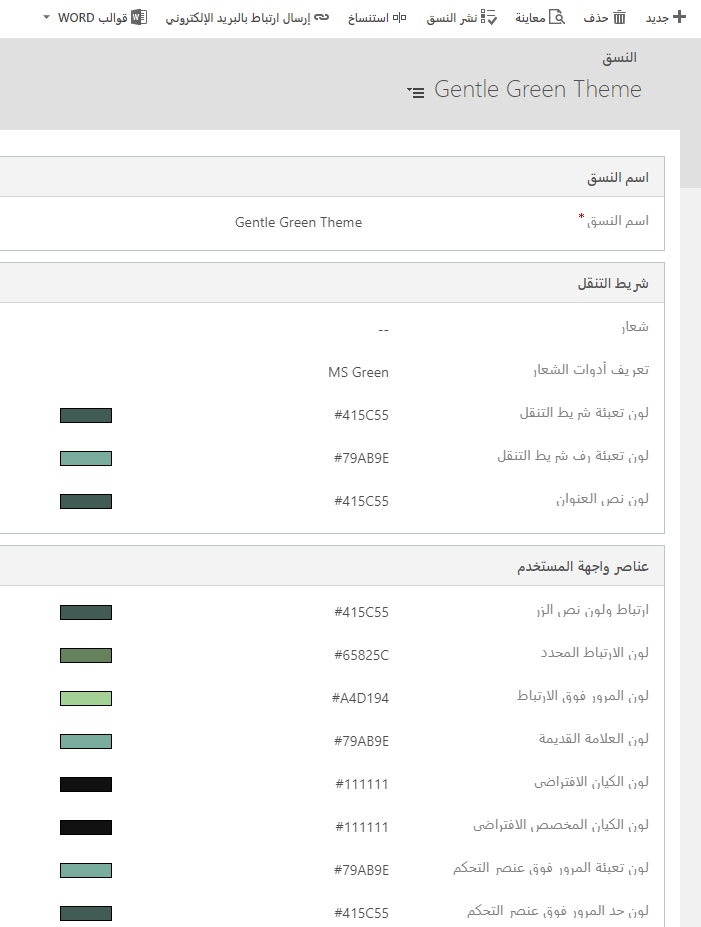 جديد حذف معاينة نشر النسق استنساخ إرسال ارتباط بالبريد الإلكتروني قوالب WORD
النسق
Gentle Green Theme
اسم النسق
اسم النسق * Gentle Green Theme
شريط التنقل
شعار --
تعريف أدوات الشعار MS Green
لون تعبئة شريط التنقل #415C55
لون تعبئة رف شريط التنقل #79AB9E
لون نص العنوان #415C55
عناصر واجهة المستخدم
ارتباط ولون نص الزر #415C55
لون الارتباط المحدد #65825C
لون المرور فوق الارتباط #A4D194
لون العلامة القديمة #79AB9E
لون الكيان الافتراضي #111111
لون الكيان المخصص الافتراضي #111111
لون تعبئة المرور فوق عنصر التحكم #79AB9E
لون حد المرور فوق عنصر التحكم #415C55